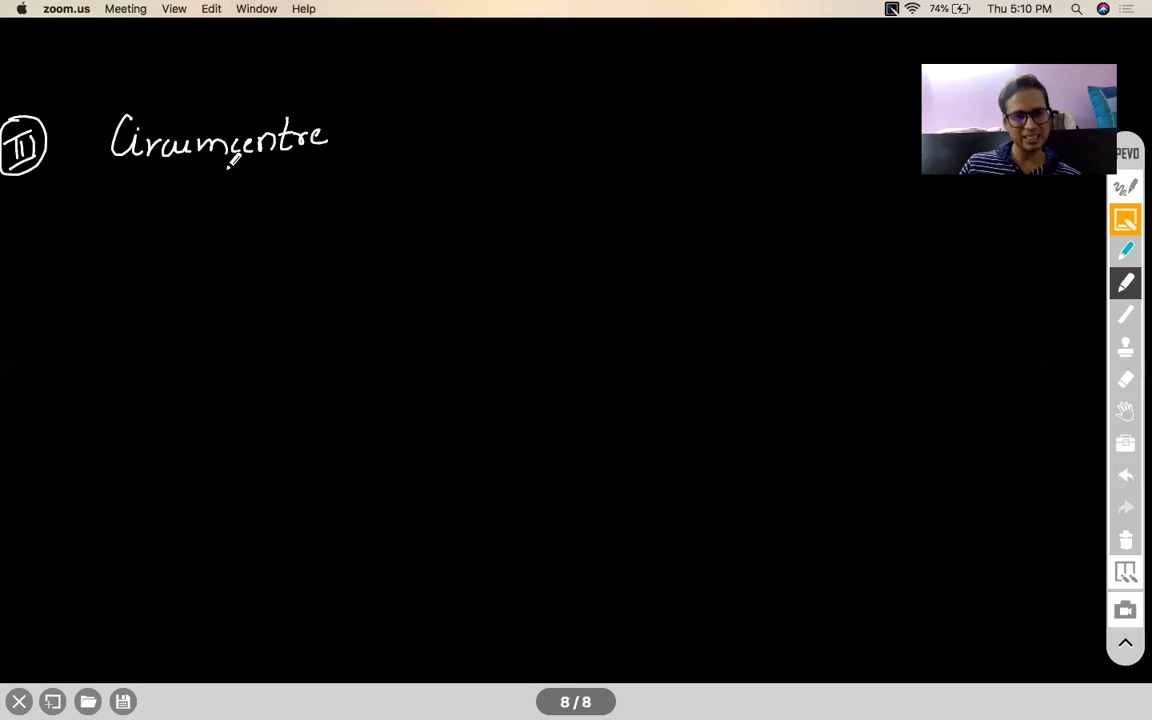 zoom.us Meeting View Edit Window Help 74% Thu 5:10 PM
III Circumcentre
PEVO
8 / 8